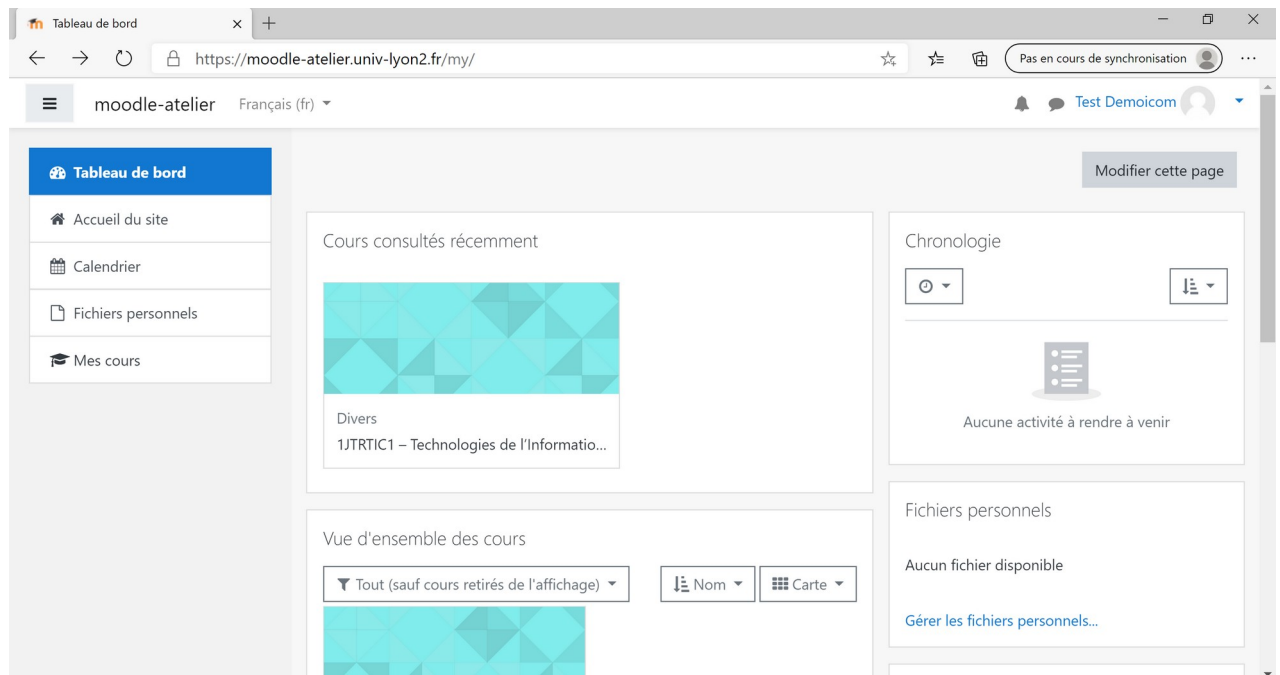 Tableau de bord
https://moodle-atelier.univ-lyon2.fr/my/
Pas en cours de synchronisation
moodle-atelier
Français (fr)
Test Demoicom
Tableau de bord
Accueil du site
Calendrier
Fichiers personnels
Mes cours
Modifier cette page
Cours consultés récemment
Divers
1JTRTIC1 – Technologies de l’Informatio...
Vue d'ensemble des cours
Tout (sauf cours retirés de l'affichage)
Nom
Carte
Chronologie
Aucune activité à rendre à venir
Fichiers personnels
Aucun fichier disponible
Gérer les fichiers personnels...